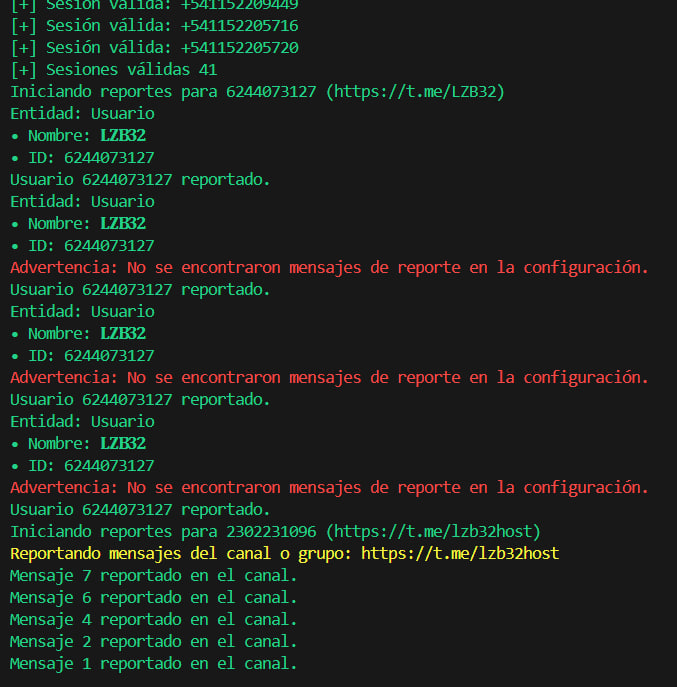 [+] Sesión válida: +541152209449
[+] Sesión válida: +541152205716
[+] Sesión válida: +541152205720
[+] Sesiones válidas 41
Iniciando reportes para 6244073127 (https://t.me/LZB32)
Entidad: Usuario
• Nombre: LZB32
• ID: 6244073127
Usuario 6244073127 reportado.
Entidad: Usuario
• Nombre: LZB32
• ID: 6244073127
Advertencia: No se encontraron mensajes de reporte en la configuración.
Usuario 6244073127 reportado.
Entidad: Usuario
• Nombre: LZB32
• ID: 6244073127
Advertencia: No se encontraron mensajes de reporte en la configuración.
Usuario 6244073127 reportado.
Entidad: Usuario
• Nombre: LZB32
• ID: 6244073127
Advertencia: No se encontraron mensajes de reporte en la configuración.
Usuario 6244073127 reportado.
Iniciando reportes para 2302231096 (https://t.me/lzb32host)
Reportando mensajes del canal o grupo: https://t.me/lzb32host
Mensaje 7 reportado en el canal.
Mensaje 6 reportado en el canal.
Mensaje 4 reportado en el canal.
Mensaje 2 reportado en el canal.
Mensaje 1 reportado en el canal.